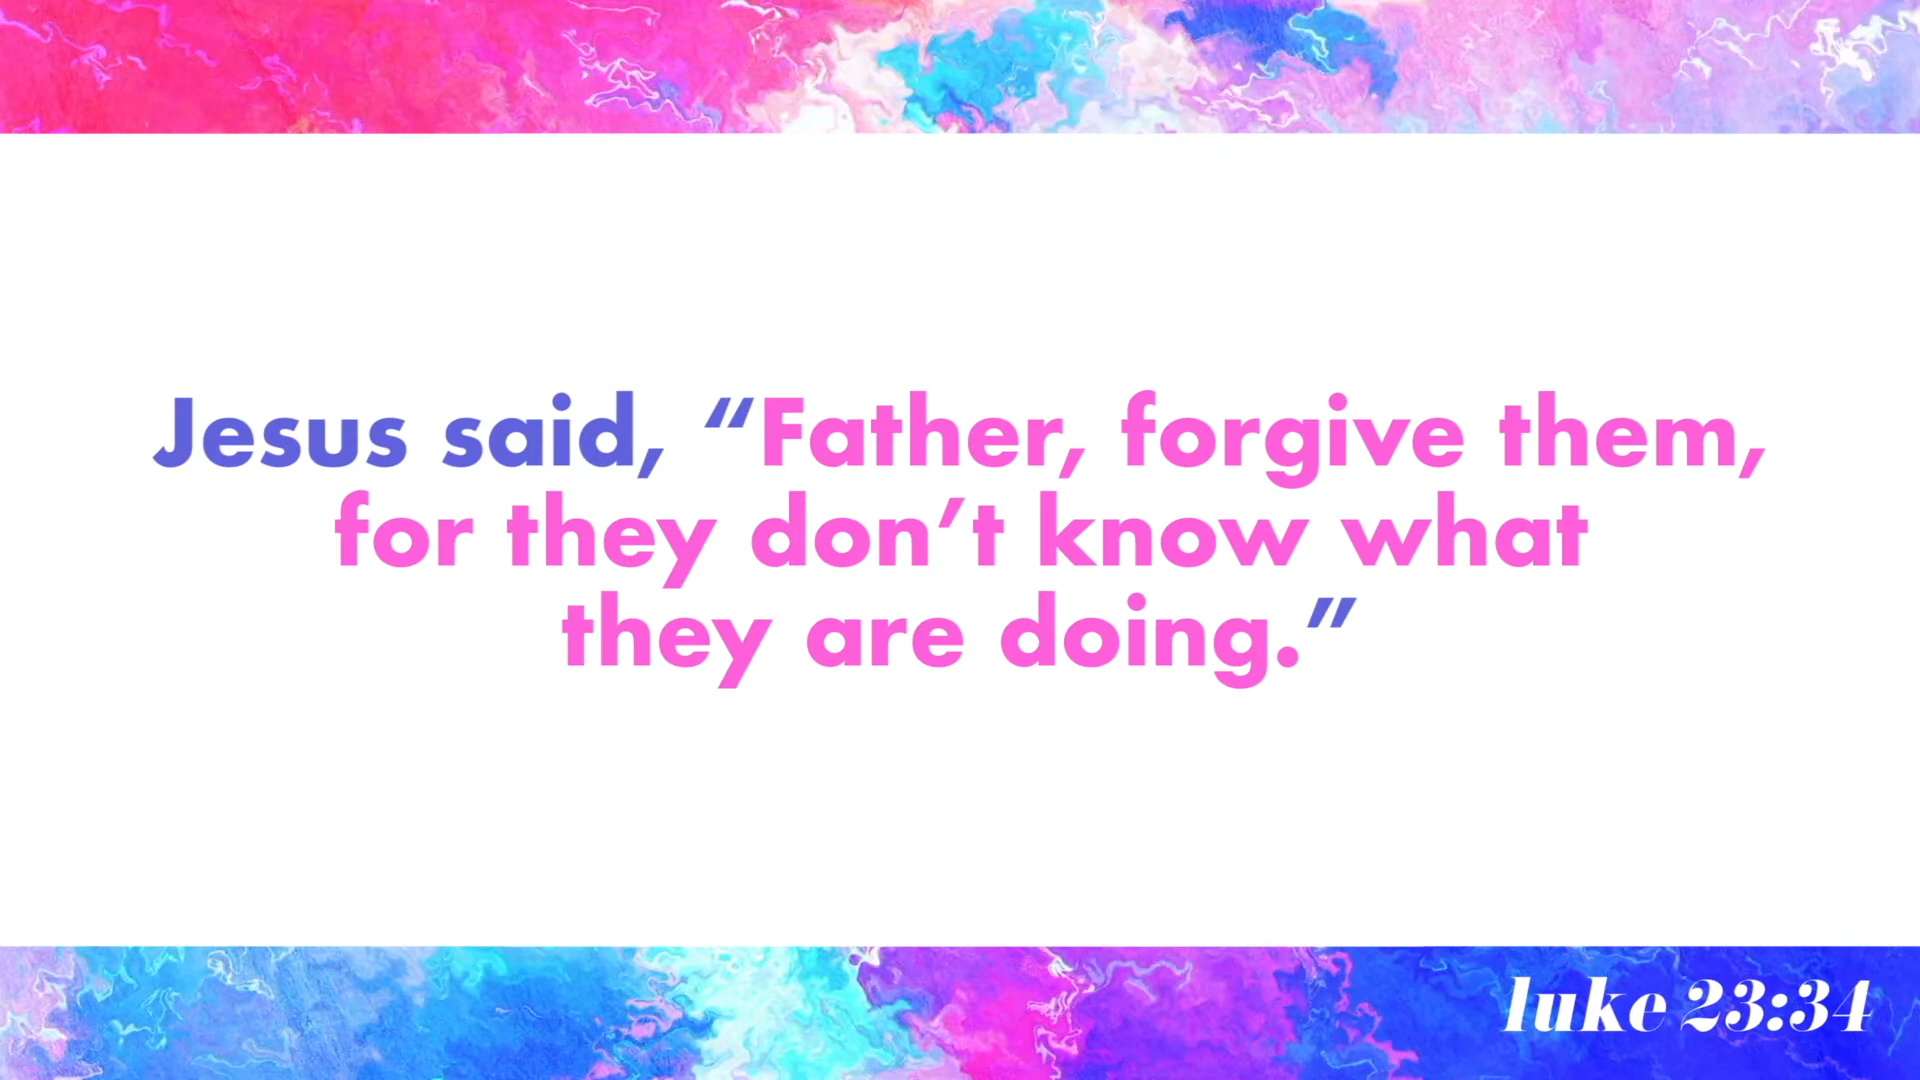 Jesus said, “Father, forgive them,
for they don’t know what
they are doing.”
luke 23:34